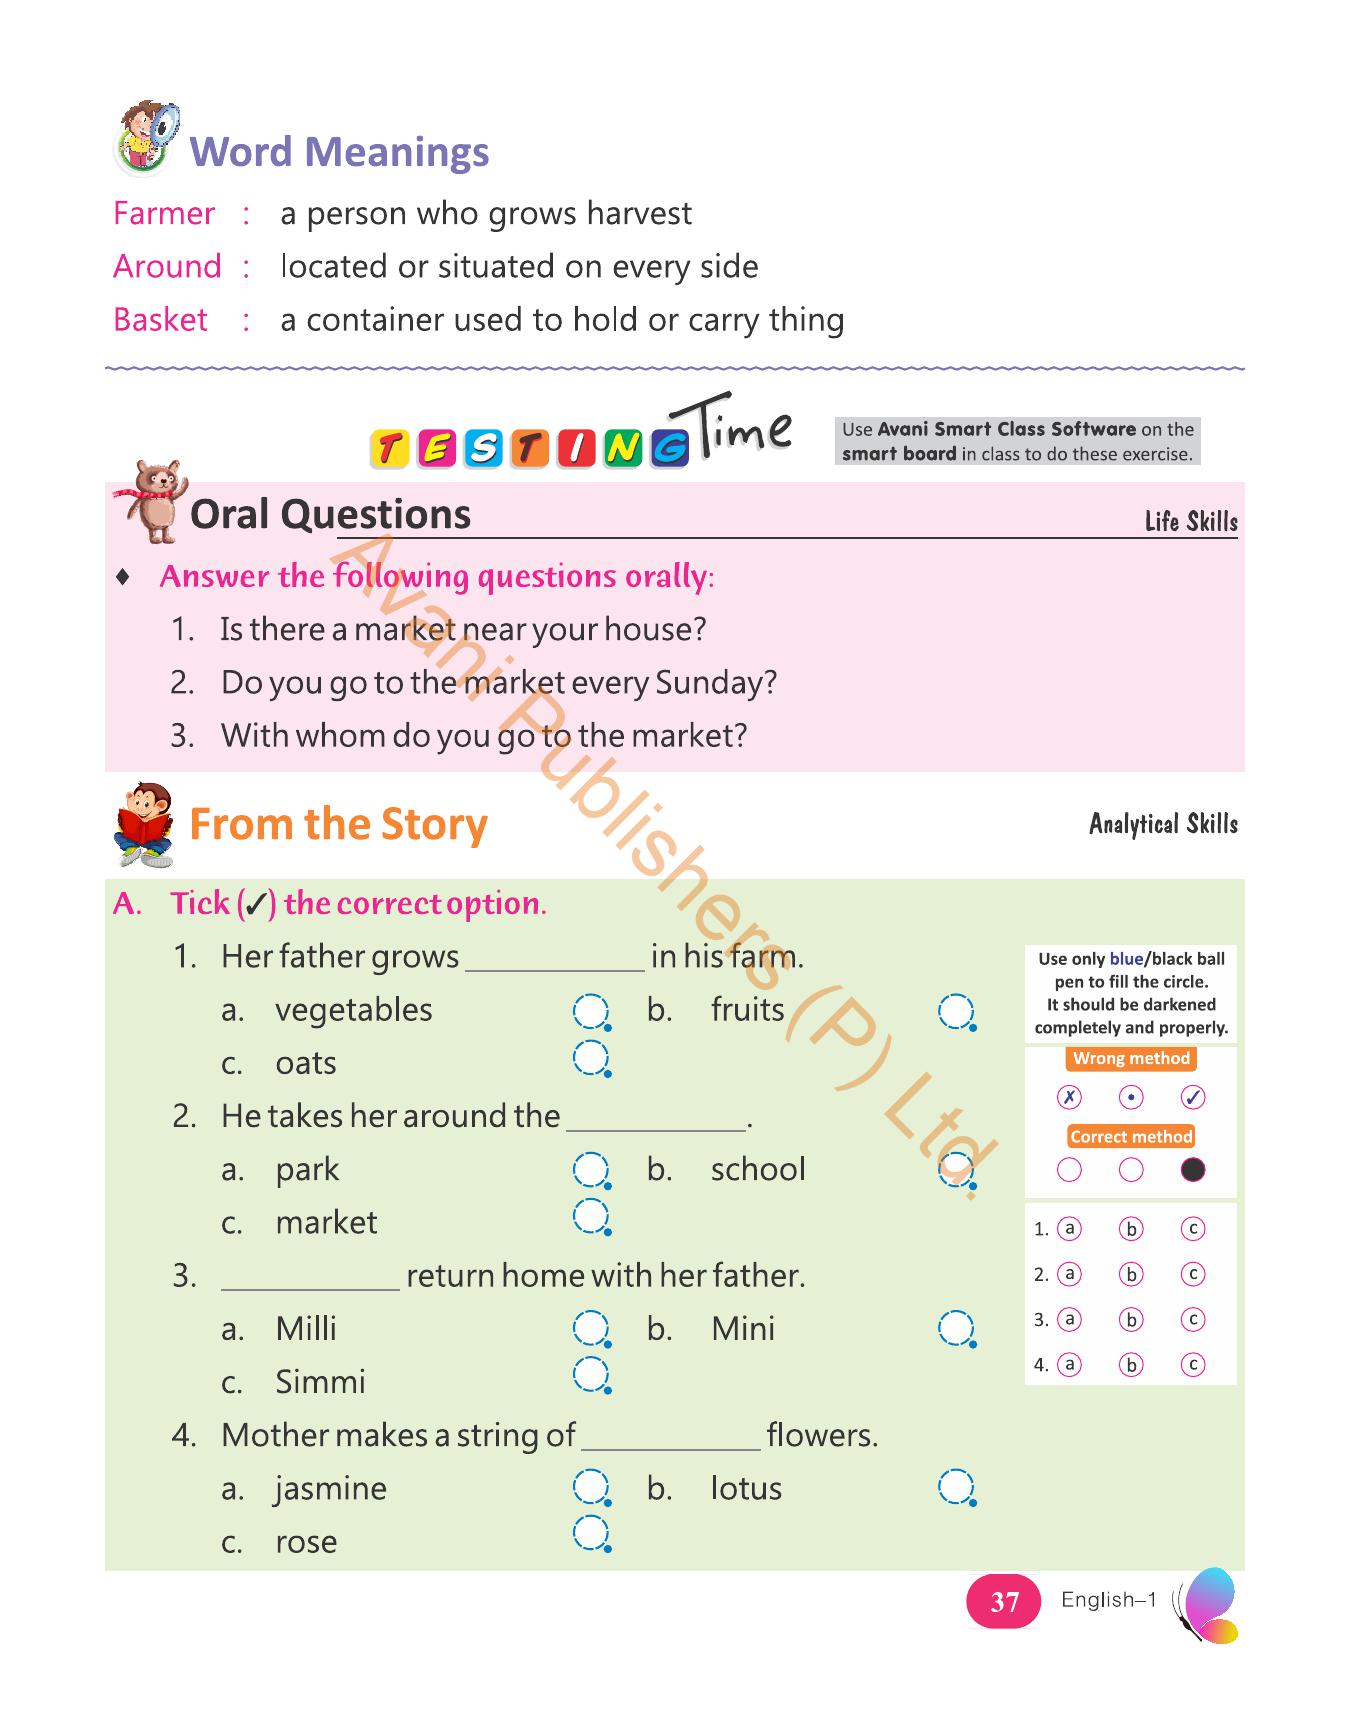 Word Meanings
Farmer : a person who grows harvest
Around : located or situated on every side
Basket : a container used to hold or carry thing
TESTING Time
Use Avani Smart Class Software on the
smart board in class to do these exercise.
Oral Questions
Life Skills
♦ Answer the following questions orally:
1. Is there a market near your house?
2. Do you go to the market every Sunday?
3. With whom do you go to the market?
From the Story
Analytical Skills
A. Tick (✓) the correct option.
1. Her father grows ___________ in his farm.
a. vegetables b. fruits
c. oats
2. He takes her around the ___________.
a. park b. school
c. market
3. ___________ return home with her father.
a. Milli b. Mini
c. Simmi
4. Mother makes a string of ___________ flowers.
a. jasmine b. lotus
c. rose
Use only blue/black ball
pen to fill the circle.
It should be darkened
completely and properly.
Wrong method
✗ • ✓
Correct method
1. a b c
2. a b c
3. a b c
4. a b c
Avani Publishers (P) Ltd.
37 English–1